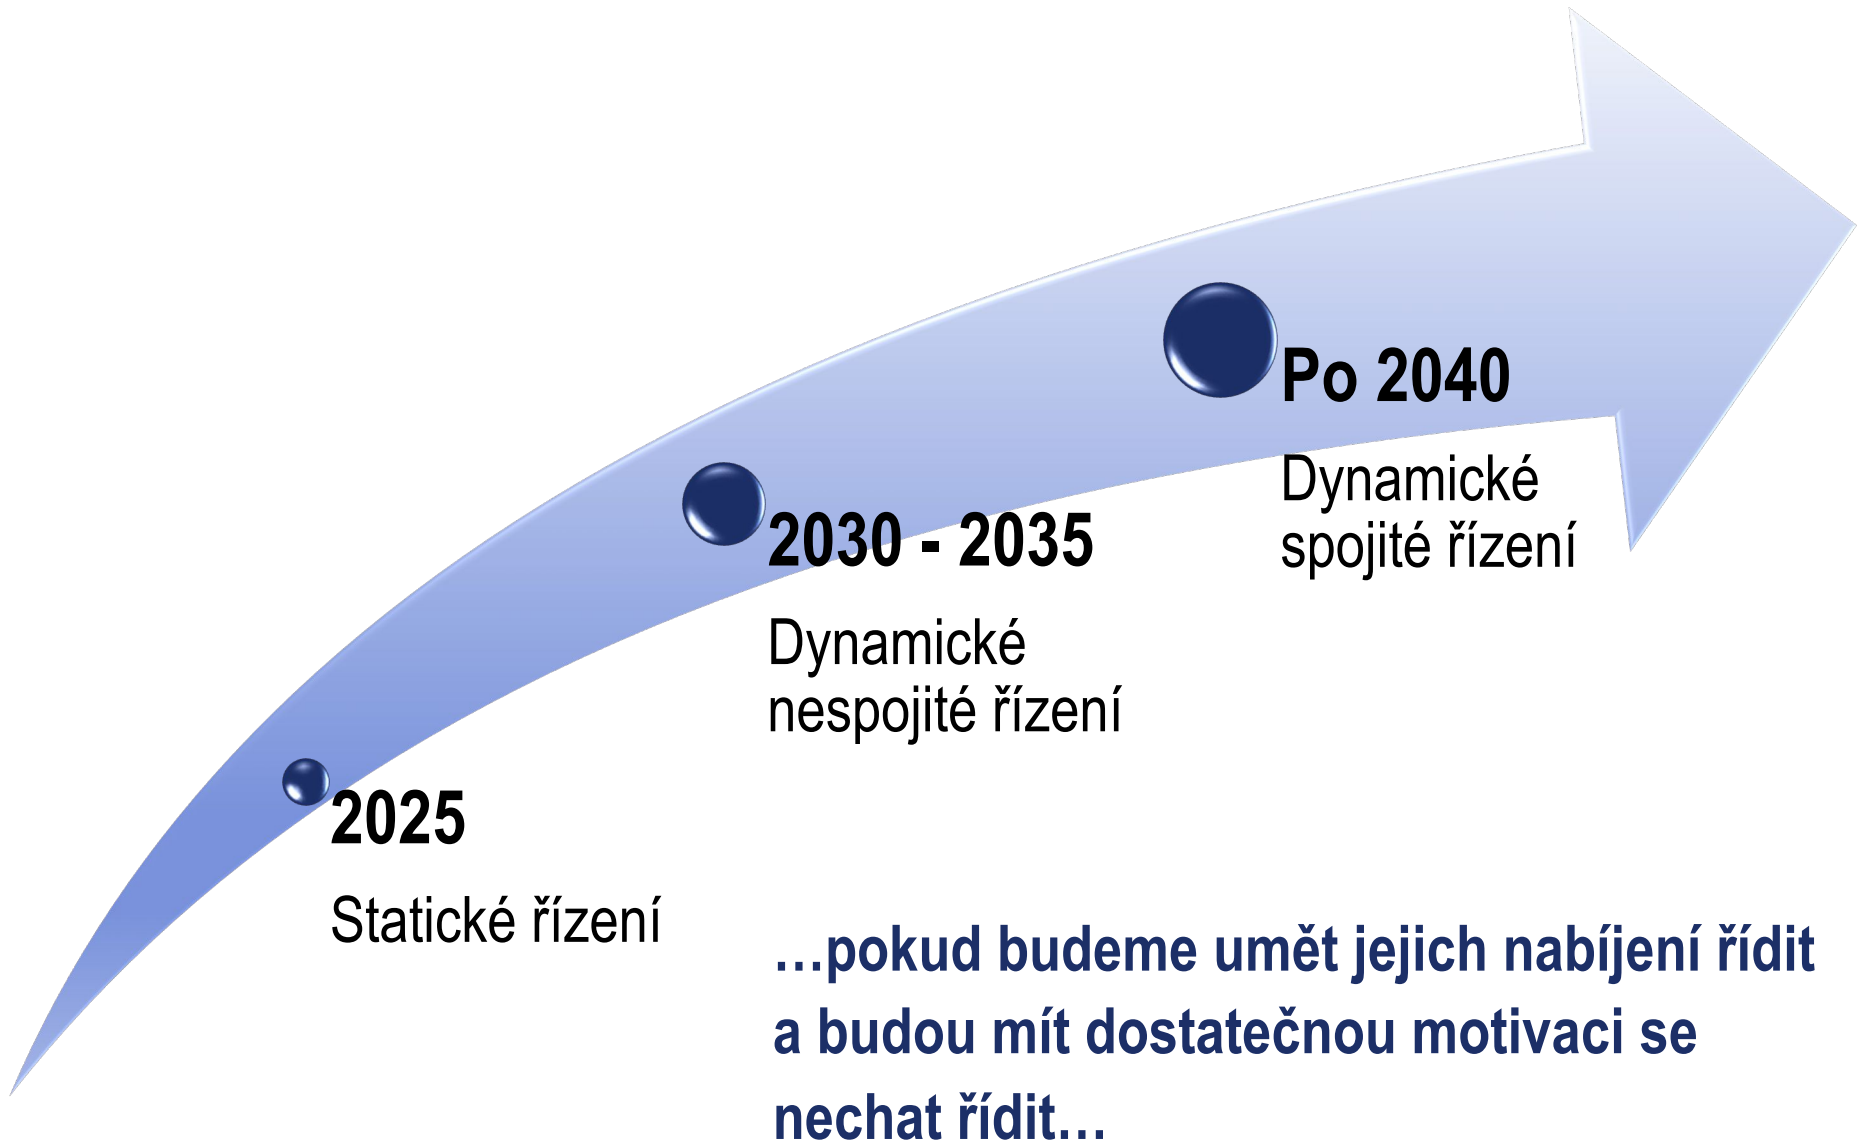 Po 2040
Dynamické
spojité řízení
2030 - 2035
Dynamické
nespojité řízení
2025
Statické řízení
…pokud budeme umět jejich nabíjení řídit
a budou mít dostatečnou motivaci se
nechat řídit…